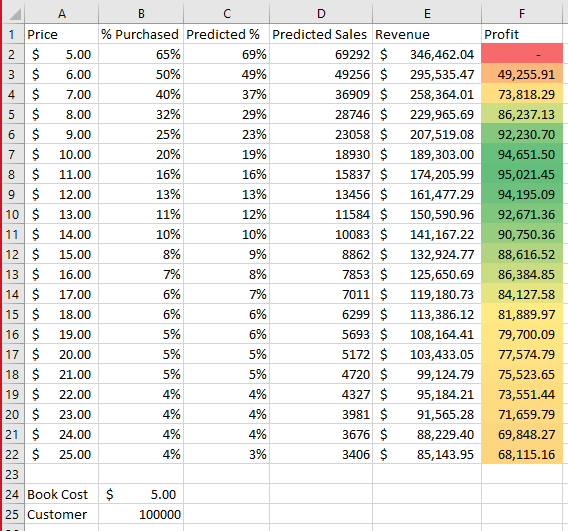 A B C D E F
1 Price % Purchased Predicted % Predicted Sales Revenue Profit
2 $ 5.00 65% 69% 69292 $ 346,462.04 -
3 $ 6.00 50% 49% 49256 $ 295,535.47 49,255.91
4 $ 7.00 40% 37% 36909 $ 258,364.01 73,818.29
5 $ 8.00 32% 29% 28746 $ 229,965.69 86,237.13
6 $ 9.00 25% 23% 23058 $ 207,519.08 92,230.70
7 $ 10.00 20% 19% 18930 $ 189,303.00 94,651.50
8 $ 11.00 16% 16% 15837 $ 174,205.99 95,021.45
9 $ 12.00 13% 13% 13456 $ 161,477.29 94,195.09
10 $ 13.00 11% 12% 11584 $ 150,590.96 92,671.36
11 $ 14.00 10% 10% 10083 $ 141,167.22 90,750.36
12 $ 15.00 8% 9% 8862 $ 132,924.77 88,616.52
13 $ 16.00 7% 8% 7853 $ 125,650.69 86,384.85
14 $ 17.00 6% 7% 7011 $ 119,180.73 84,127.58
15 $ 18.00 6% 6% 6299 $ 113,386.12 81,889.97
16 $ 19.00 5% 6% 5693 $ 108,164.41 79,700.09
17 $ 20.00 5% 5% 5172 $ 103,433.05 77,574.79
18 $ 21.00 5% 5% 4720 $ 99,124.79 75,523.65
19 $ 22.00 4% 4% 4327 $ 95,184.21 73,551.44
20 $ 23.00 4% 4% 3981 $ 91,565.28 71,659.79
21 $ 24.00 4% 4% 3676 $ 88,229.40 69,848.27
22 $ 25.00 4% 3% 3406 $ 85,143.95 68,115.16
23
24 Book Cost $ 5.00
25 Customer 100000